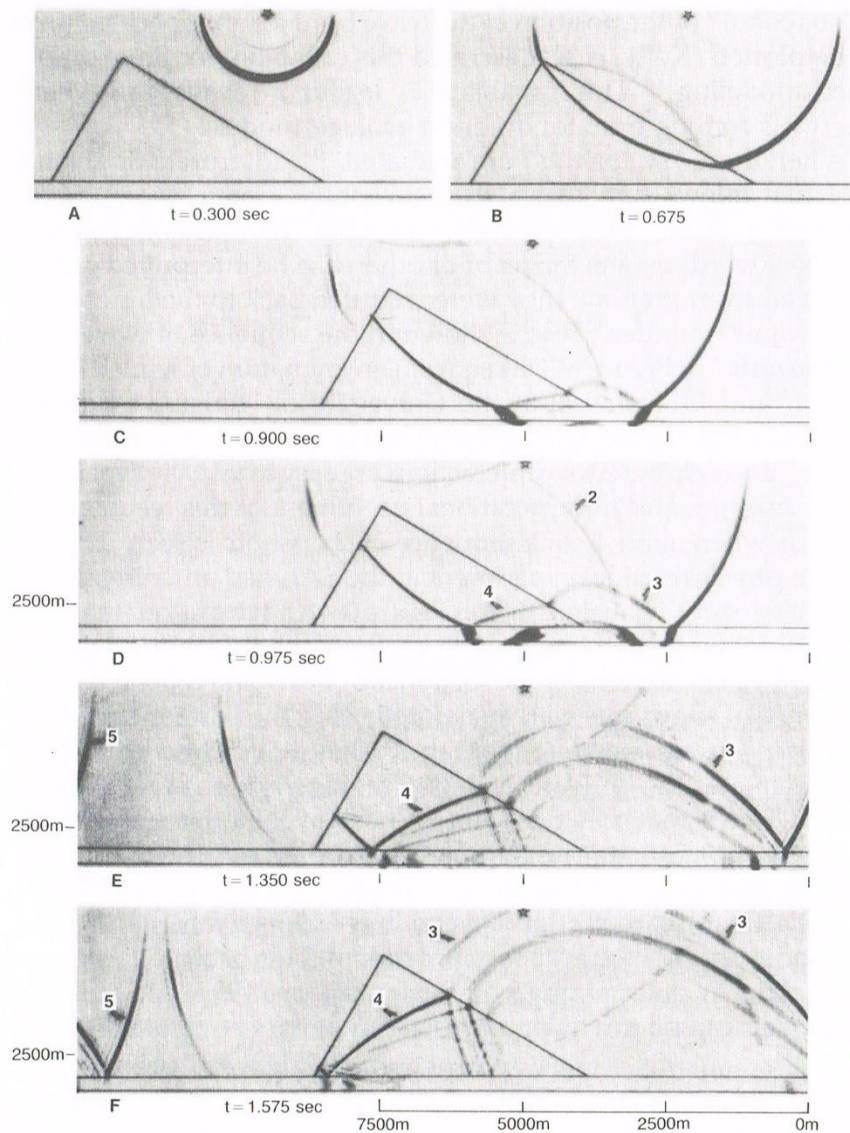 A
t = 0.300 sec
B
t = 0.675
C
t = 0.900 sec
2
4
3
2500m
D
t = 0.975 sec
5
4
3
2500m
E
t = 1.350 sec
3
3
5
4
2500m
F
t = 1.575 sec
7500m
5000m
2500m
0m